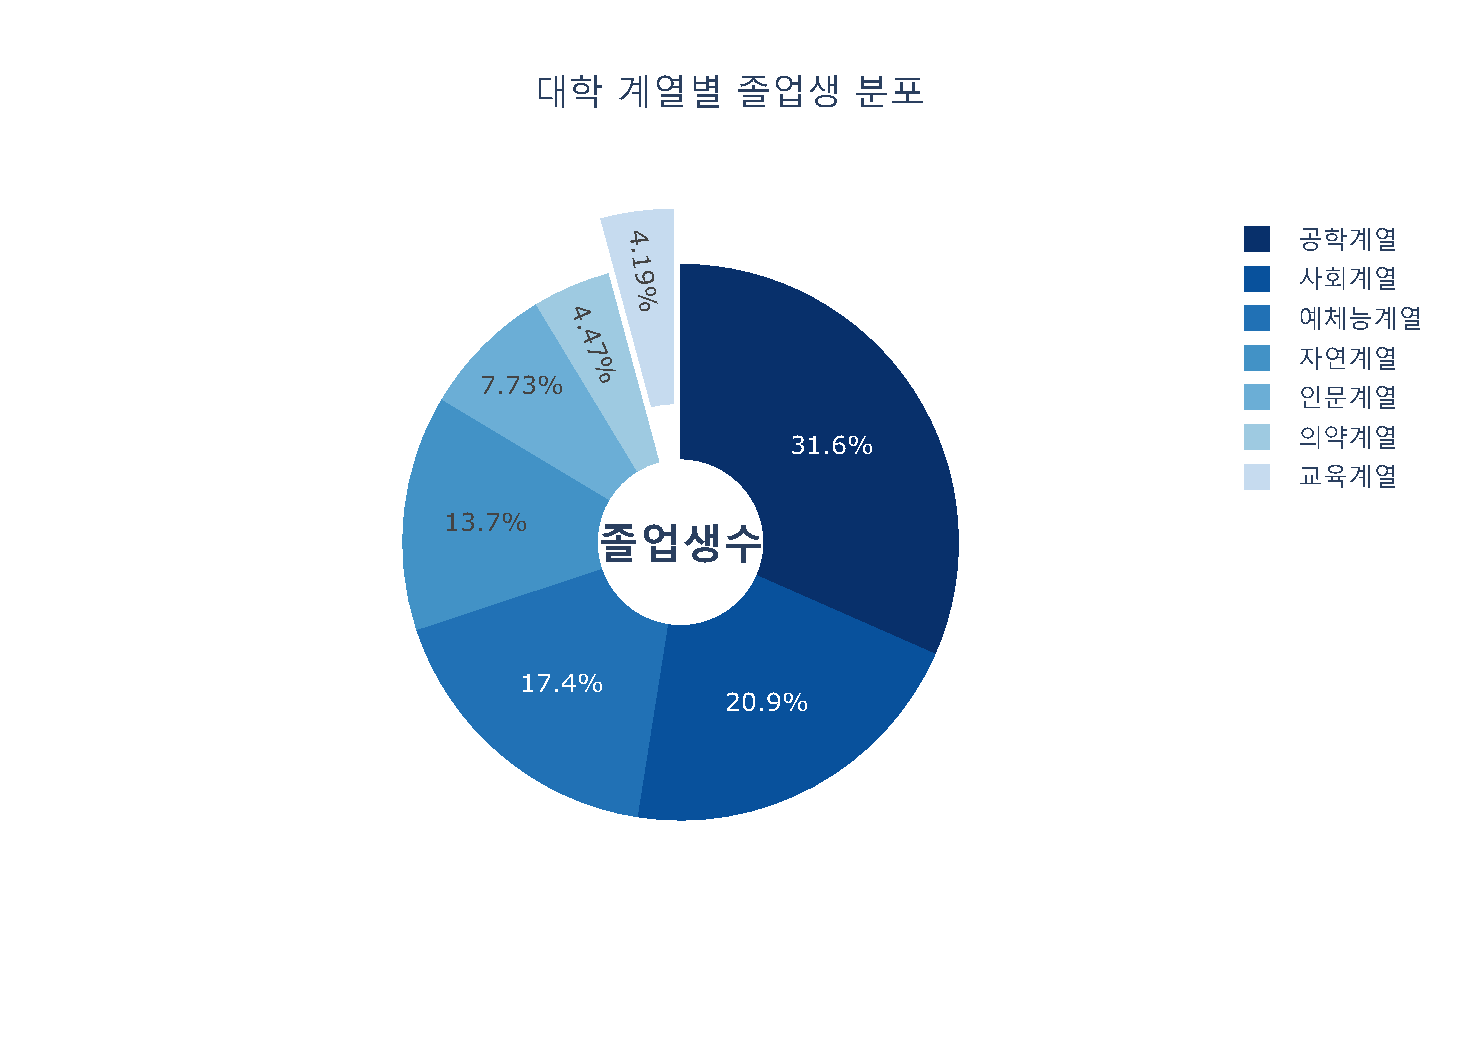 대학 계열별 졸업생 분포
4.19%
4.47%
7.73%
31.6%
13.7%
졸업생수
17.4%
20.9%
공학계열
사회계열
예체능계열
자연계열
인문계열
의약계열
교육계열